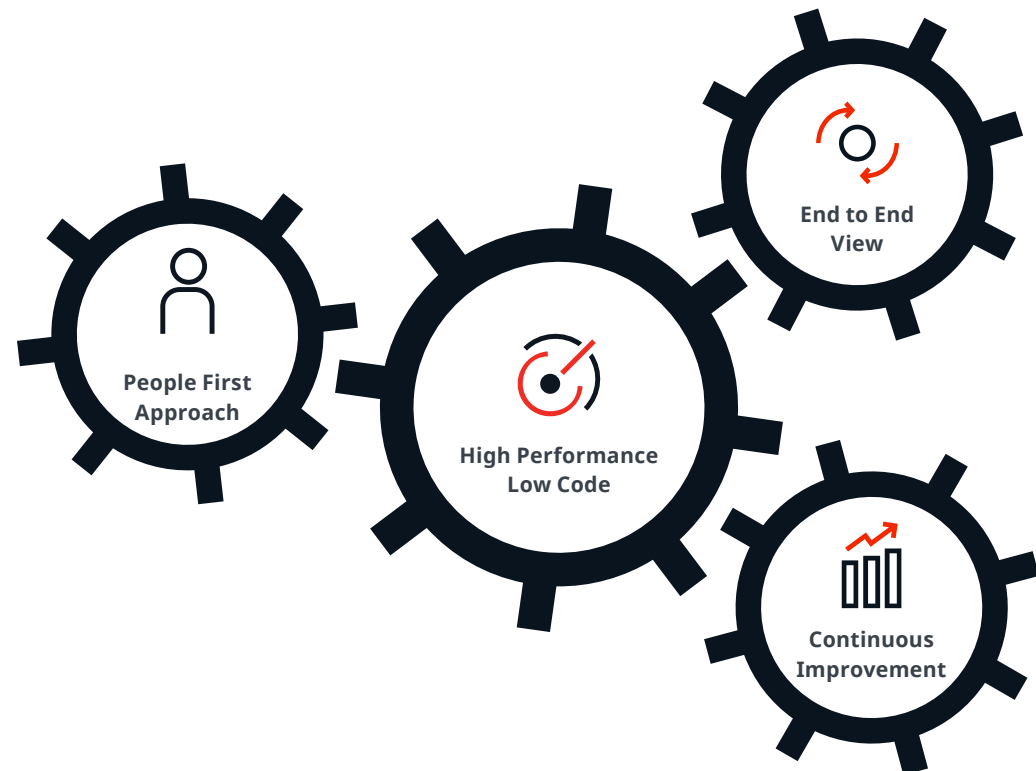 People First
Approach
High Performance
Low Code
End to End
View
Continuous
Improvement